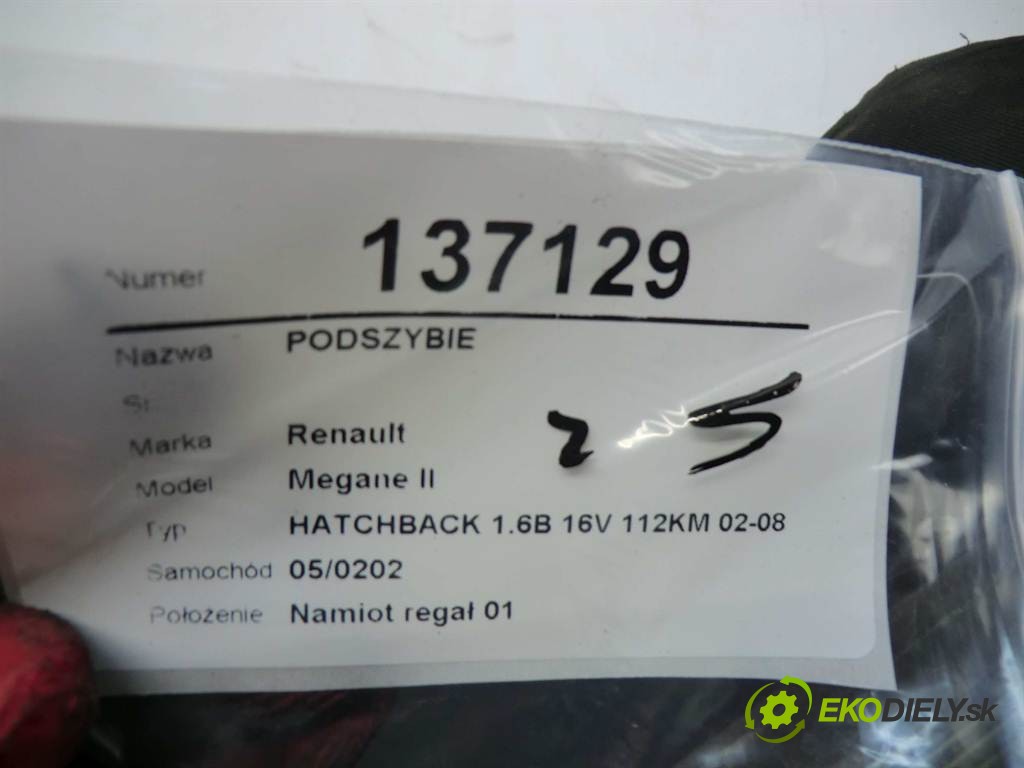 Numer 137129
Nazwa PODSZYBIE
Marka Renault
Model Megane II
Typ HATCHBACK 1.6B 16V 112KM 02-08
Samochód 05/0202
Położenie Namiot regał 01
2 5
EKODIELY.sk